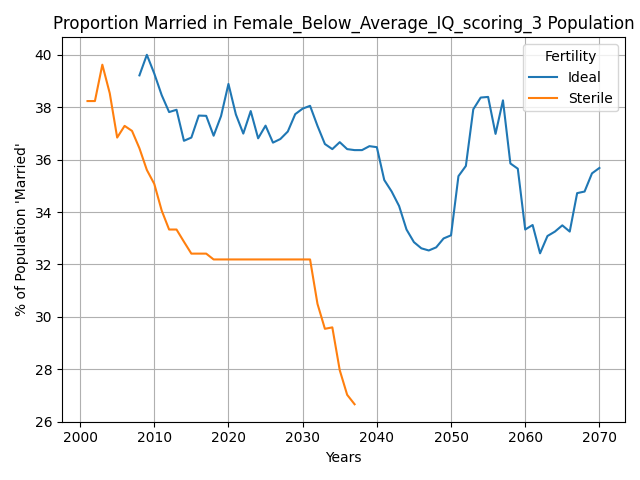 Proportion Married in Female_Below_Average_IQ_scoring_3 Population
Fertility
Ideal
Sterile
% of Population 'Married'
40
38
36
34
32
30
28
26
2000 2010 2020 2030 2040 2050 2060 2070
Years